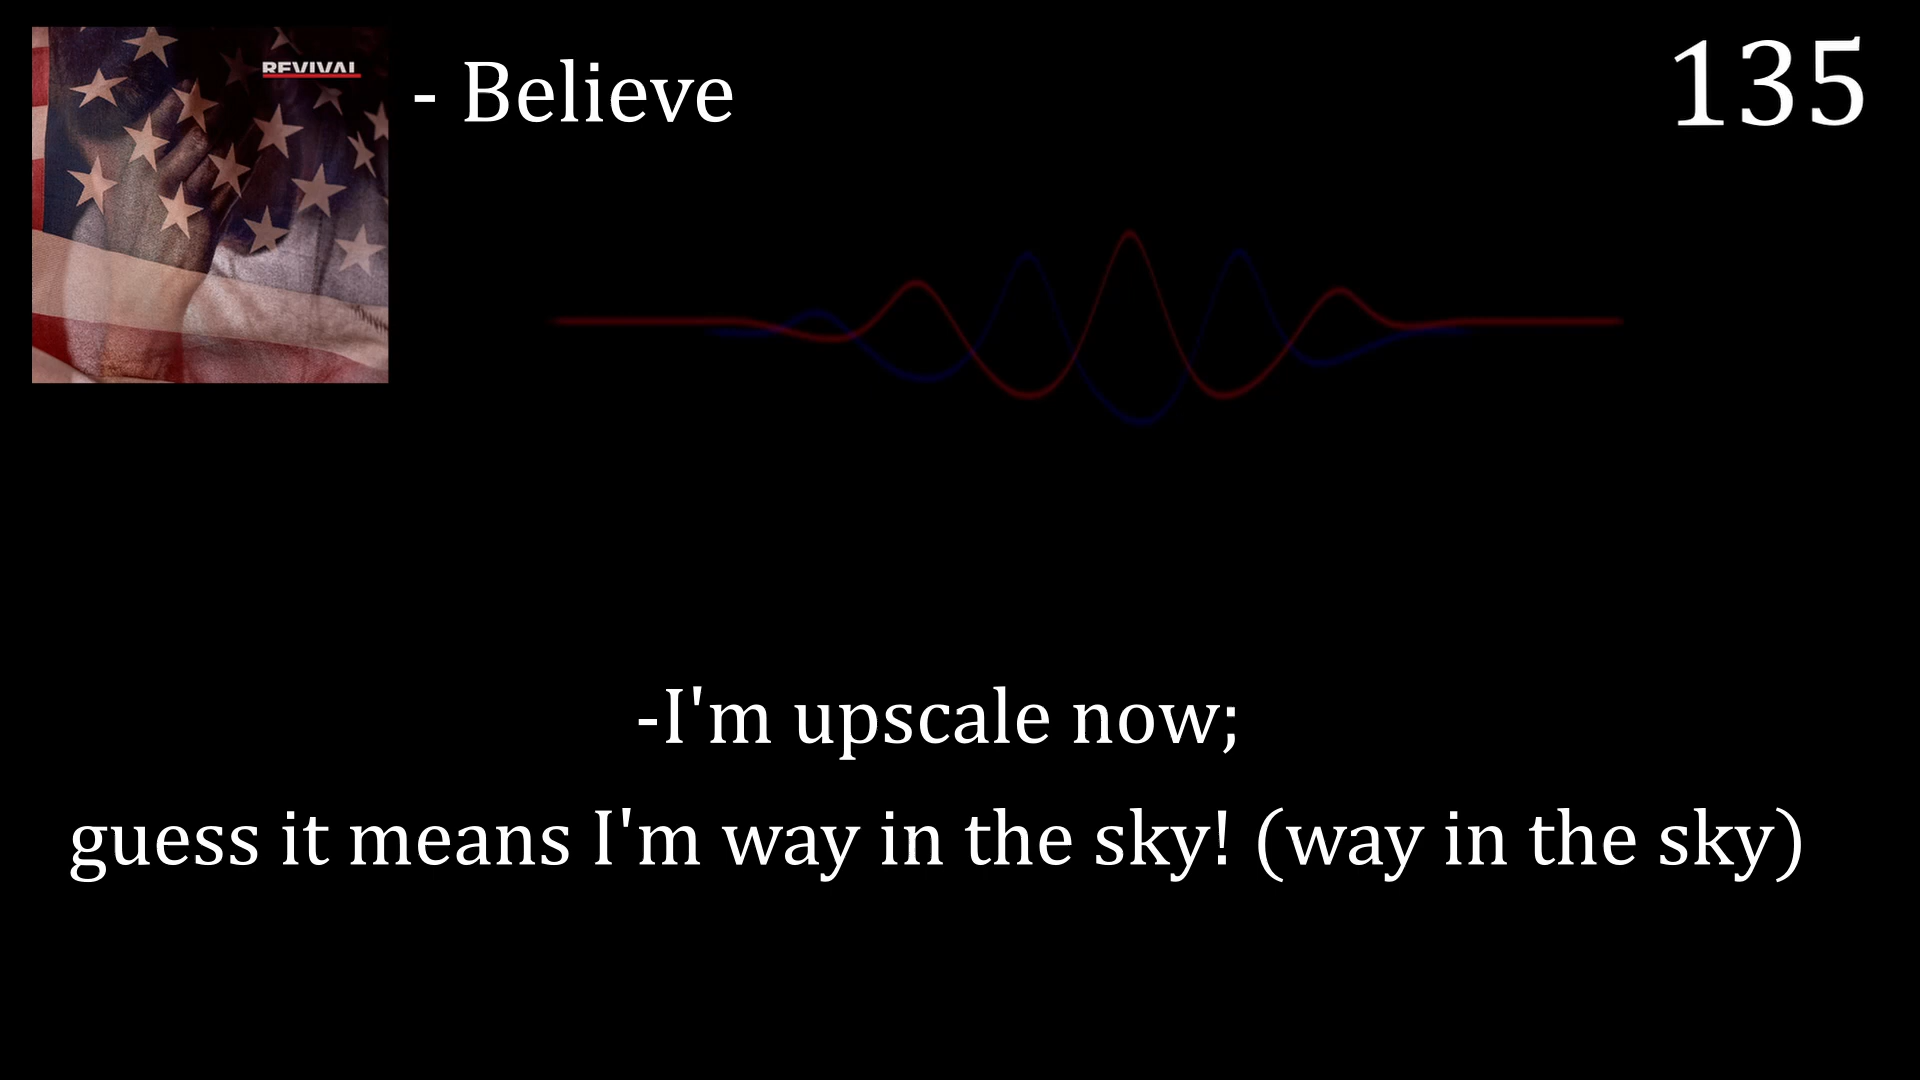 REVIVAL
- Believe
135
-I'm upscale now;
guess it means I'm way in the sky! (way in the sky)